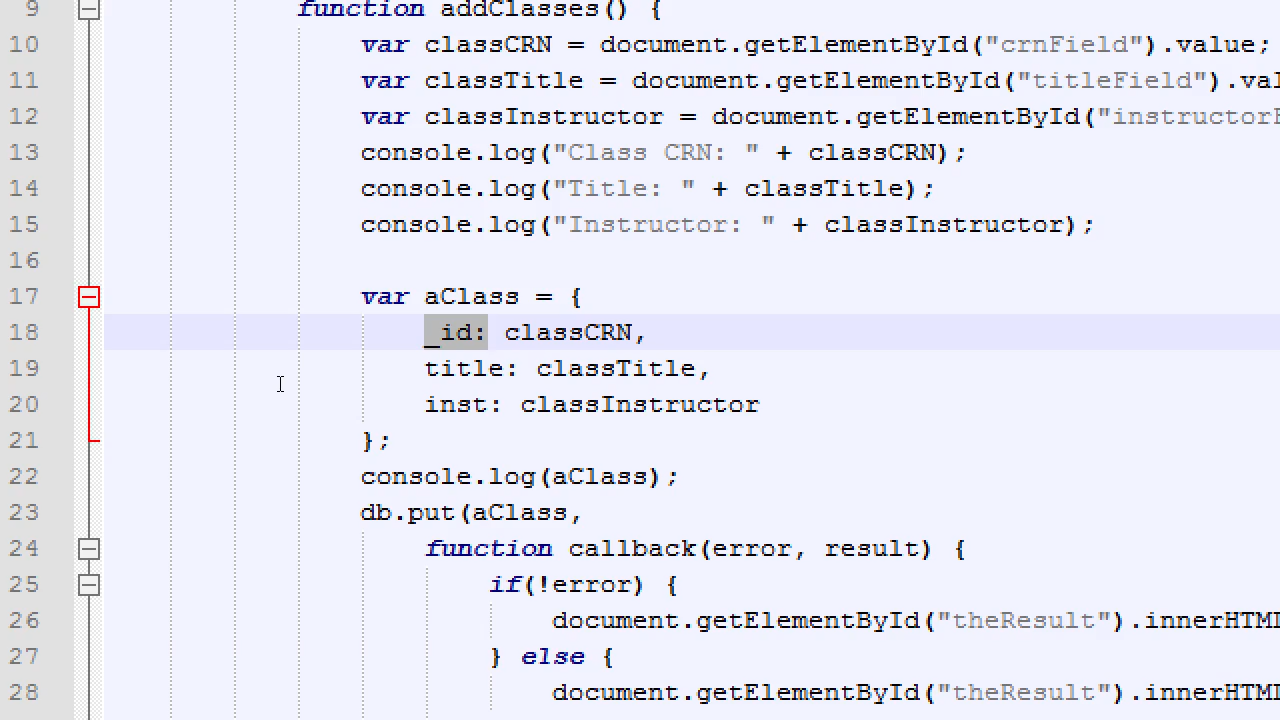 9 function addClasses() {
10 var classCRN = document.getElementById("crnField").value;
11 var classTitle = document.getElementById("titleField").val
12 var classInstructor = document.getElementById("instructor
13 console.log("Class CRN: " + classCRN);
14 console.log("Title: " + classTitle);
15 console.log("Instructor: " + classInstructor);
16
17 var aClass = {
18 _id: classCRN,
19 title: classTitle,
20 inst: classInstructor
21 };
22 console.log(aClass);
23 db.put(aClass,
24 function callback(error, result) {
25 if(!error) {
26 document.getElementById("theResult").innerHTML
27 } else {
28 document.getElementById("theResult").innerHTML